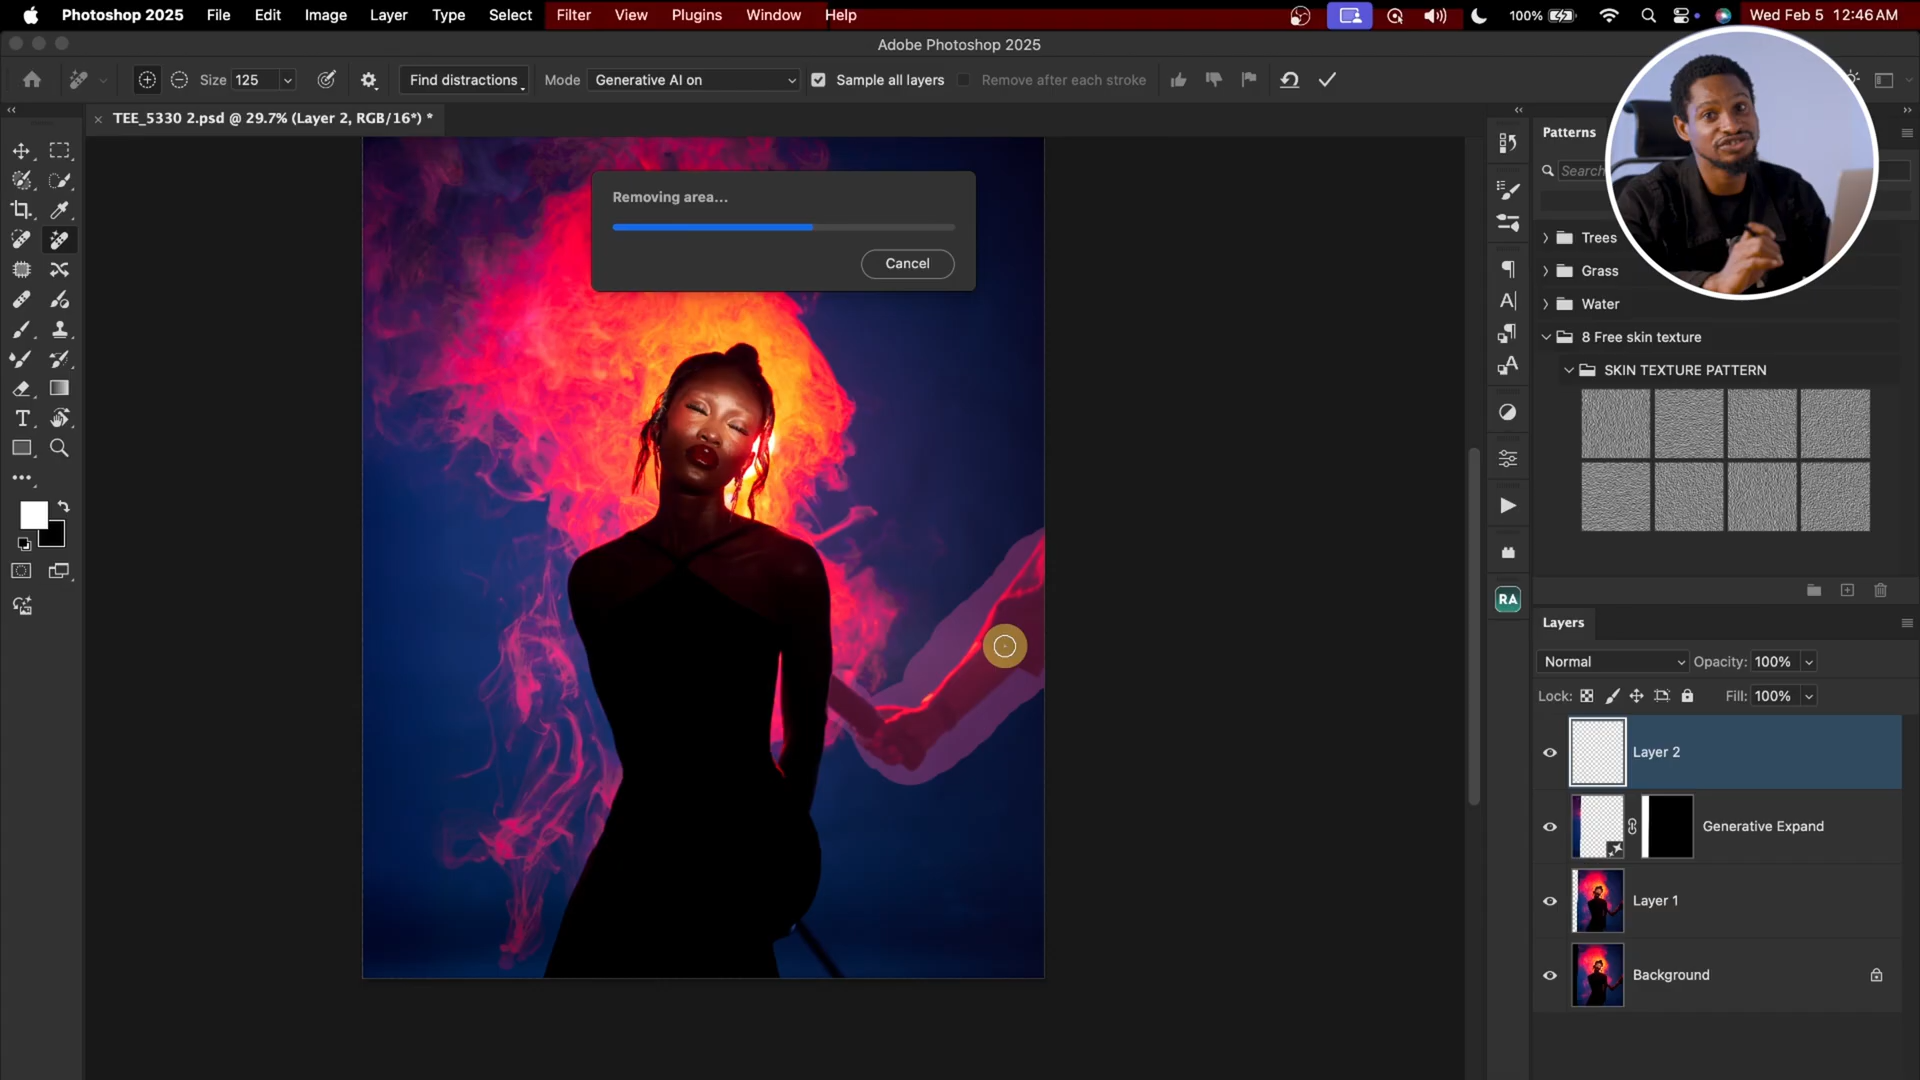 Photoshop 2025 File Edit Image Layer Type Select Filter View Plugins Window Help 100% Wed Feb 5 12:46 AM
Adobe Photoshop 2025
Size 125 Find distractions Mode Generative AI on Sample all layers Remove after each stroke
TEE_5330 2.psd @ 29.7% (Layer 2, RGB/16*) *
Patterns
Search
Removing area...
Cancel
Trees
Grass
Water
8 Free skin texture
SKIN TEXTURE PATTERN
RA
Layers
Normal Opacity: 100%
Lock: Fill: 100%
Layer 2
Generative Expand
Layer 1
Background